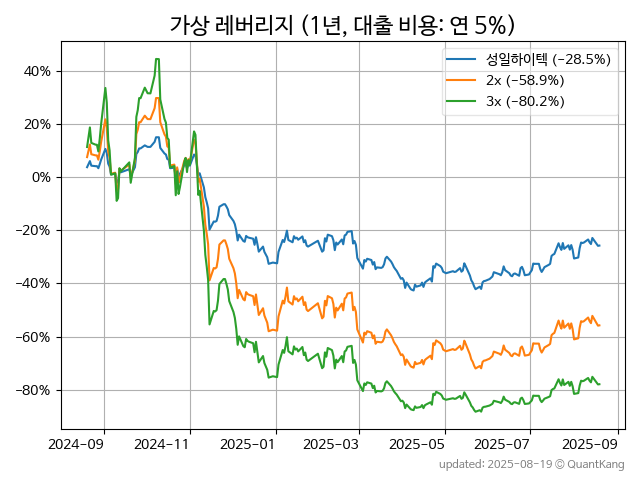 가상 레버리지 (1년, 대출 비용: 연 5%)
성일하이텍 (-28.5%)
2x (-58.9%)
3x (-80.2%)
40%
20%
0%
-20%
-40%
-60%
-80%
2024-09 2024-11 2025-01 2025-03 2025-05 2025-07 2025-09
updated: 2025-08-19 © QuantKang